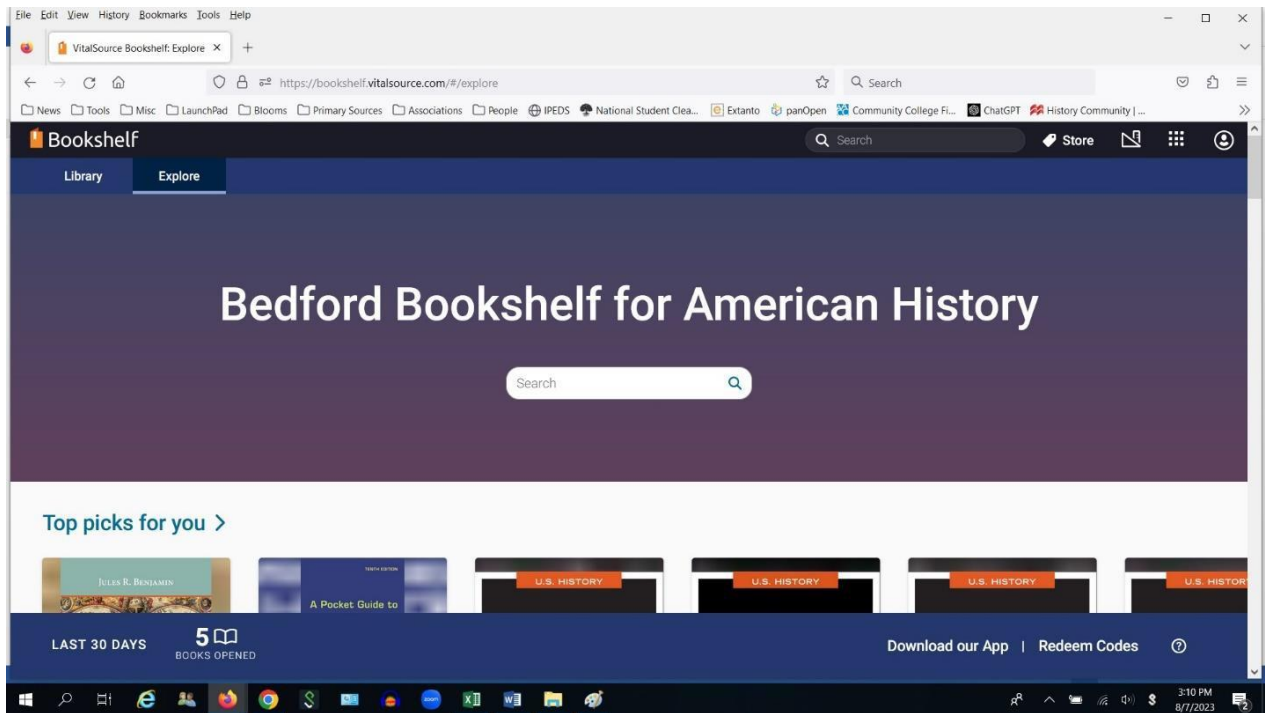 File Edit View History Bookmarks Tools Help
VitalSource Bookshelf: Explore
https://bookshelf.vitalsource.com/#/explore
Search
News Tools Misc LaunchPad Blooms Primary Sources Associations People IPEDS National Student Clea... Extanto panOpen Community College Fi... ChatGPT History Community |...
Bookshelf
Search
Store
Library Explore
Bedford Bookshelf for American History
Search
Top picks for you >
JULES R. BENJAMIN
TENTH EDITION
A Pocket Guide to
U.S. HISTORY
U.S. HISTORY
U.S. HISTORY
U.S. HISTOR
LAST 30 DAYS
5
BOOKS OPENED
Download our App | Redeem Codes
zoom
3:10 PM
8/7/2023
2